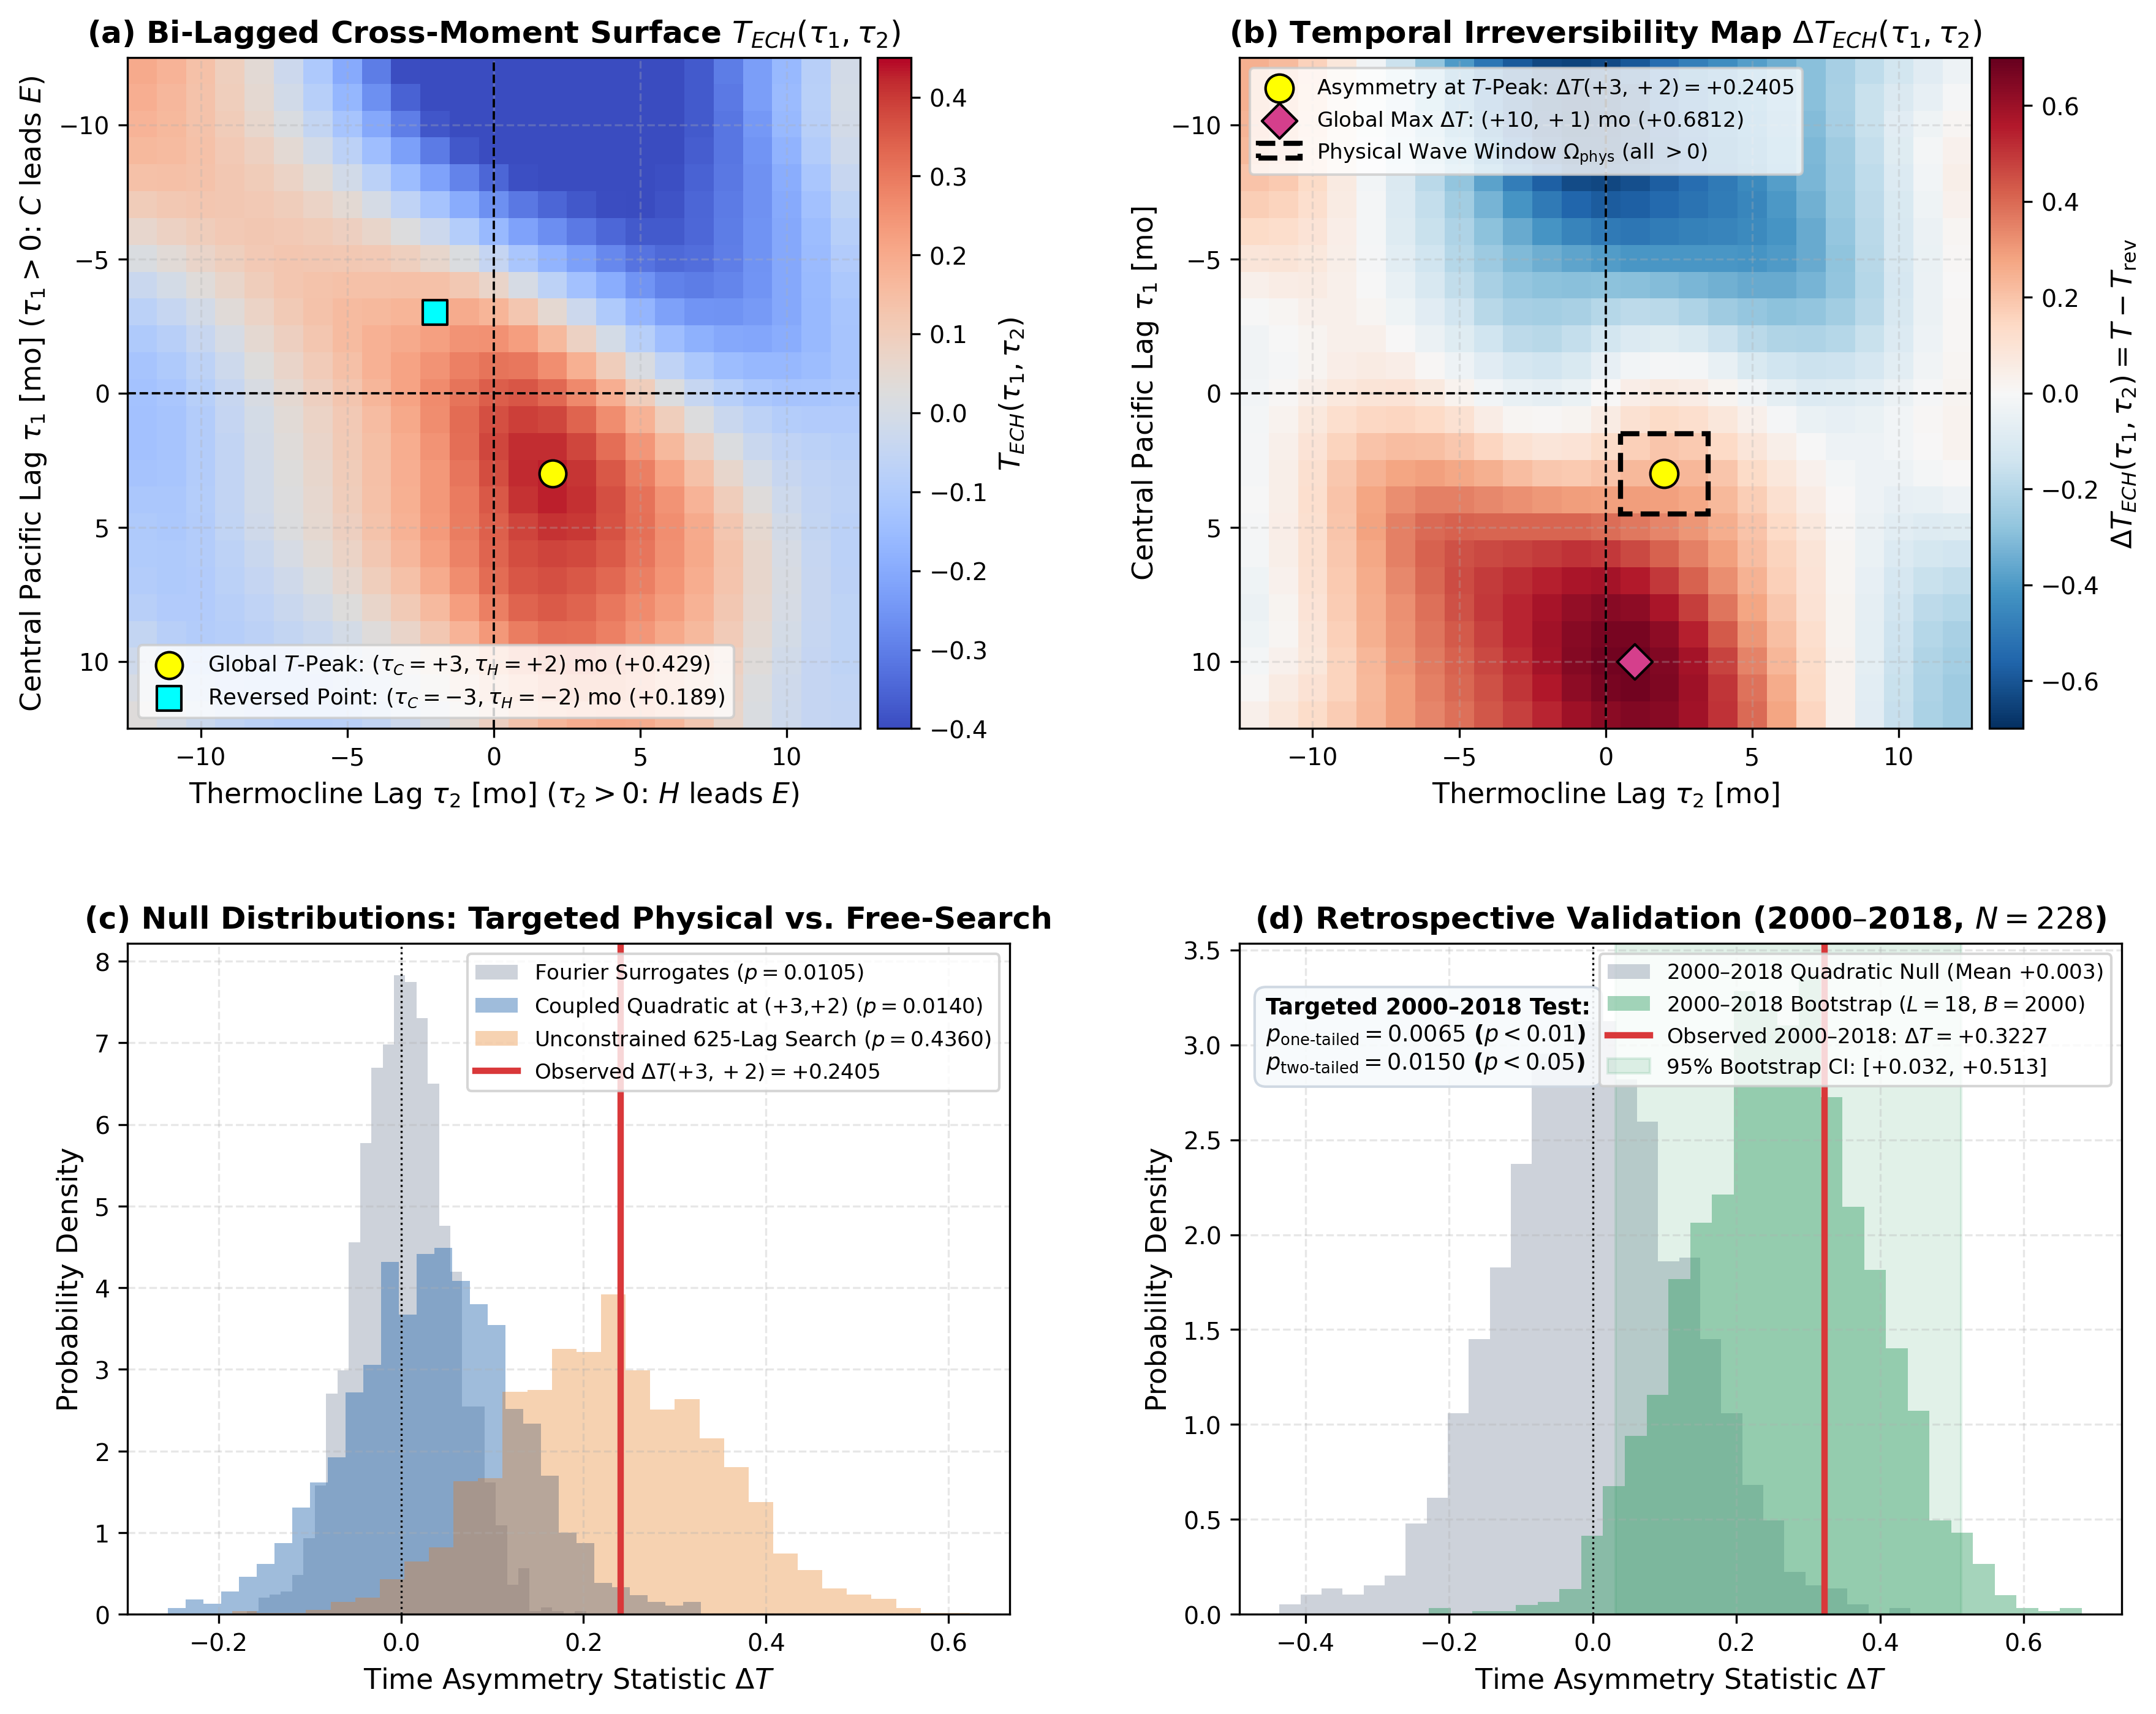 (a) Bi-Lagged Cross-Moment Surface T_ECH(τ₁, τ₂)
Central Pacific Lag τ₁ [mo] (τ₁ > 0: C leads E)
−10
−5
0
5
10
Global T-Peak: (τ_C = +3, τ_H = +2) mo (+0.429)
Reversed Point: (τ_C = −3, τ_H = −2) mo (+0.189)
−10
−5
0
5
10
Thermocline Lag τ₂ [mo] (τ₂ > 0: H leads E)
0.4
0.3
0.2
0.1
0.0
−0.1
−0.2
−0.3
−0.4
T_ECH(τ₁, τ₂)
(b) Temporal Irreversibility Map ΔT_ECH(τ₁, τ₂)
Central Pacific Lag τ₁ [mo]
−10
−5
0
5
10
Asymmetry at T-Peak: ΔT(+3, +2) = +0.2405
Global Max ΔT: (+10, +1) mo (+0.6812)
Physical Wave Window Ω_phys (all > 0)
−10
−5
0
5
10
Thermocline Lag τ₂ [mo]
0.6
0.4
0.2
0.0
−0.2
−0.4
−0.6
ΔT_ECH(τ₁, τ₂) = T − T_rev
(c) Null Distributions: Targeted Physical vs. Free-Search
Probability Density
8
7
6
5
4
3
2
1
0
Fourier Surrogates (p = 0.0105)
Coupled Quadratic at (+3,+2) (p = 0.0140)
Unconstrained 625-Lag Search (p = 0.4360)
Observed ΔT(+3, +2) = +0.2405
−0.2
0.0
0.2
0.4
0.6
Time Asymmetry Statistic ΔT
(d) Retrospective Validation (2000–2018, N = 228)
Probability Density
3.5
3.0
2.5
2.0
1.5
1.0
0.5
0.0
Targeted 2000–2018 Test:
p_one-tailed = 0.0065 (p < 0.01)
p_two-tailed = 0.0150 (p < 0.05)
2000–2018 Quadratic Null (Mean +0.003)
2000–2018 Bootstrap (L = 18, B = 2000)
Observed 2000–2018: ΔT = +0.3227
95% Bootstrap CI: [+0.032, +0.513]
−0.4
−0.2
0.0
0.2
0.4
0.6
Time Asymmetry Statistic ΔT